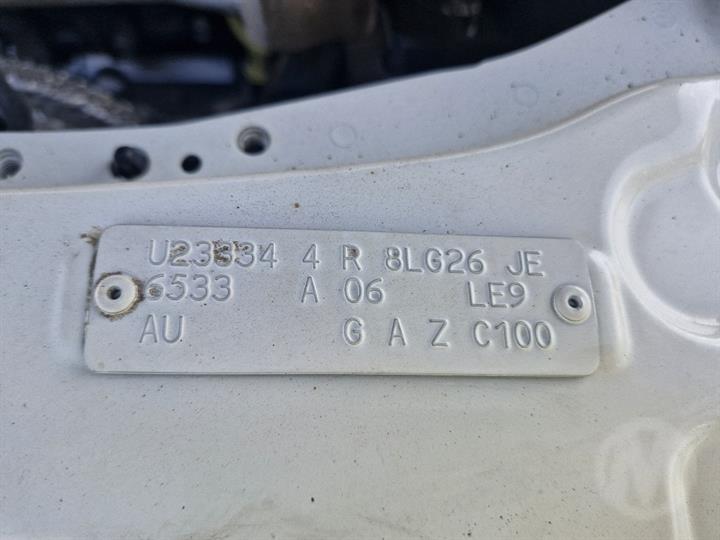 U23334 4 R 8LG26 JE
6533 A 06 LE9
AU G A Z C100
M